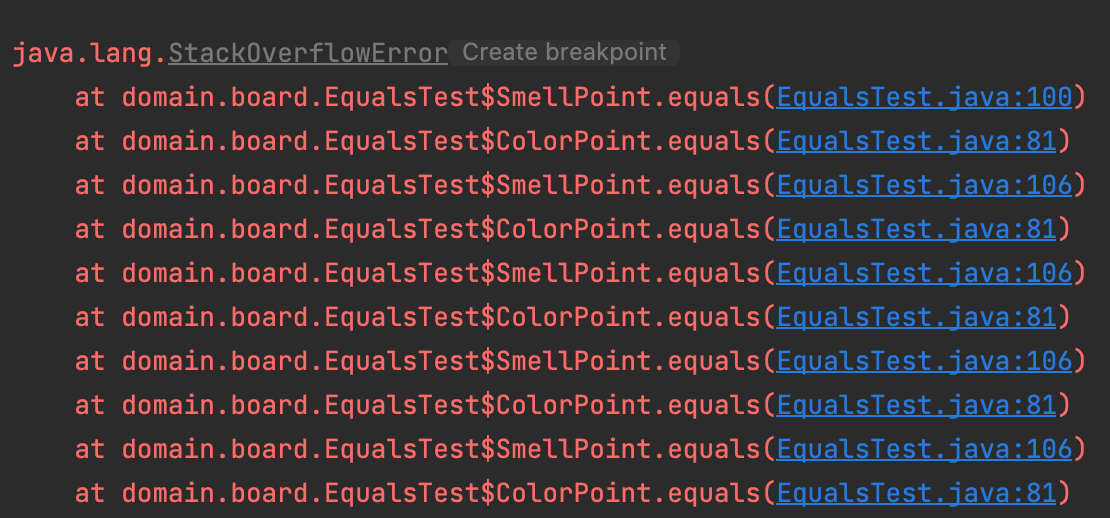 java.lang.StackOverflowError Create breakpoint
at domain.board.EqualsTest$SmellPoint.equals(EqualsTest.java:100)
at domain.board.EqualsTest$ColorPoint.equals(EqualsTest.java:81)
at domain.board.EqualsTest$SmellPoint.equals(EqualsTest.java:106)
at domain.board.EqualsTest$ColorPoint.equals(EqualsTest.java:81)
at domain.board.EqualsTest$SmellPoint.equals(EqualsTest.java:106)
at domain.board.EqualsTest$ColorPoint.equals(EqualsTest.java:81)
at domain.board.EqualsTest$SmellPoint.equals(EqualsTest.java:106)
at domain.board.EqualsTest$ColorPoint.equals(EqualsTest.java:81)
at domain.board.EqualsTest$SmellPoint.equals(EqualsTest.java:106)
at domain.board.EqualsTest$ColorPoint.equals(EqualsTest.java:81)